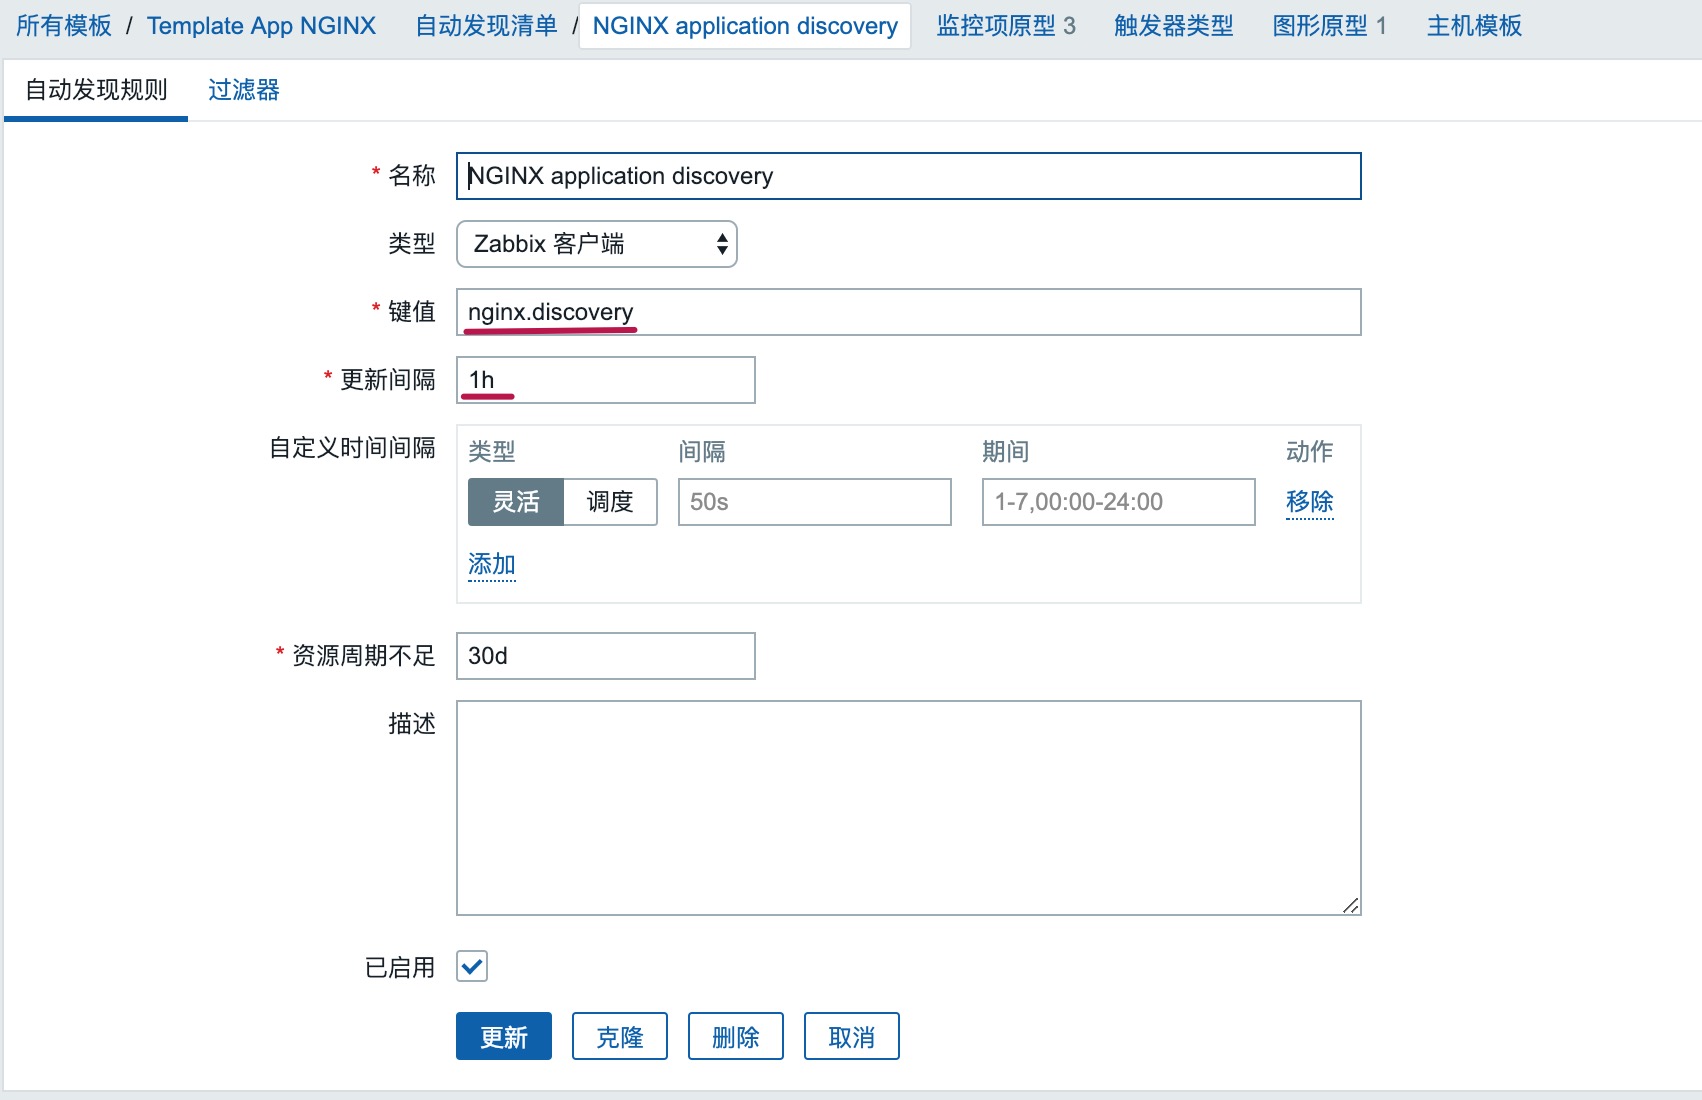 所有模板 / Template App NGINX 自动发现清单 / NGINX application discovery 监控项原型 3 触发器类型 图形原型 1 主机模板
自动发现规则 过滤器
* 名称 NGINX application discovery
类型 Zabbix 客户端
* 键值 nginx.discovery
* 更新间隔 1h
自定义时间间隔 类型 间隔 期间 动作
灵活 调度 50s 1-7,00:00-24:00 移除
添加
* 资源周期不足 30d
描述
已启用
更新 克隆 删除 取消